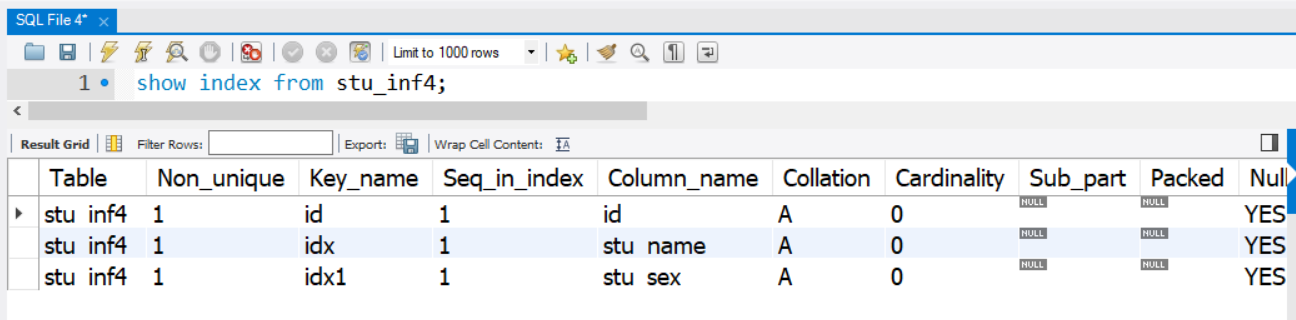 SQL File 4*
Limit to 1000 rows
1 show index from stu_inf4;
Result Grid Filter Rows: Export: Wrap Cell Content:
Table Non_unique Key_name Seq_in_index Column_name Collation Cardinality Sub_part Packed Null
stu_inf4 1 id 1 id A 0 NULL NULL YES
stu_inf4 1 idx 1 stu_name A 0 NULL NULL YES
stu_inf4 1 idx1 1 stu_sex A 0 NULL NULL YES